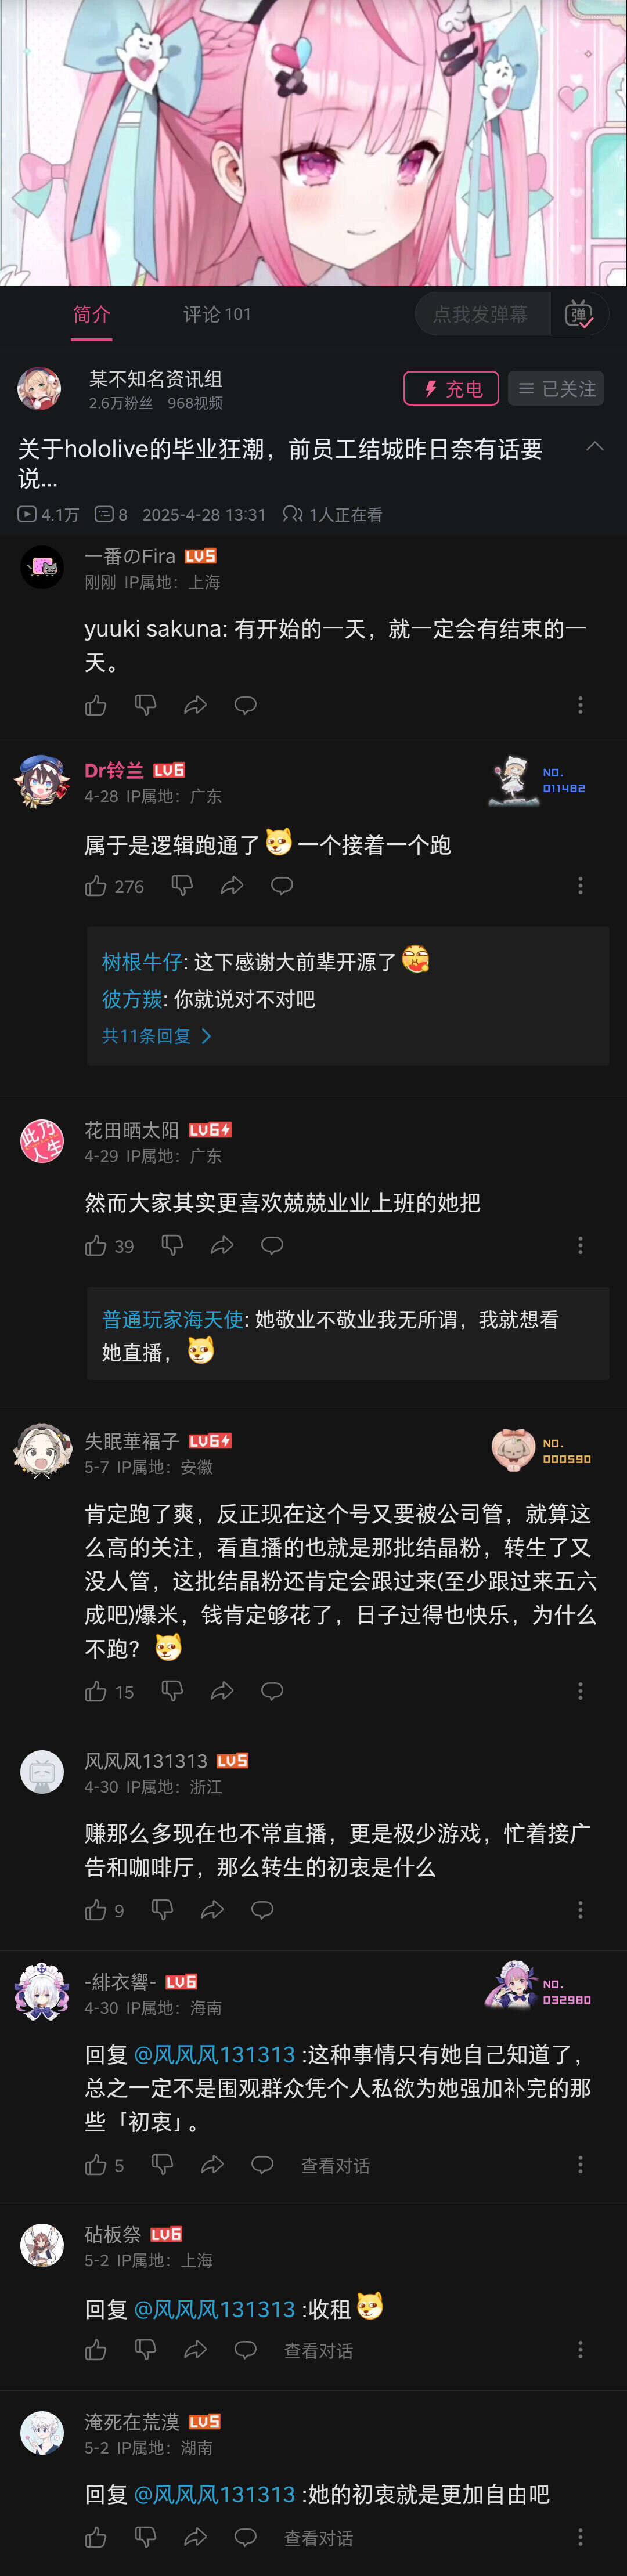 简介
评论 101
点我发弹幕
弹
某不知名资讯组
2.6万粉丝 968视频
充电
已关注
关于hololive的毕业狂潮，前员工结城昨日奈有话要
说...
4.1万 8 2025-4-28 13:31 1人正在看
一番のFira LV5
刚刚 IP属地：上海
yuuki sakuna: 有开始的一天，就一定会有结束的一
天。
Dr铃兰 LV6
NO.
011482
4-28 IP属地：广东
属于是逻辑跑通了 一个接着一个跑
276
树根牛仔: 这下感谢大前辈开源了
彼方羰: 你就说对不对吧
共11条回复
此乃
人生
花田晒太阳 LV6
4-29 IP属地：广东
然而大家其实更喜欢兢兢业业上班的她把
39
普通玩家海天使: 她敬业不敬业我无所谓，我就想看
她直播，
失眠華福子 LV6
NO.
000590
5-7 IP属地：安徽
肯定跑了爽，反正现在这个号又要被公司管，就算这
么高的关注，看直播的也就是那批结晶粉，转生了又
没人管，这批结晶粉还肯定会跟过来(至少跟过来五六
成吧)爆米，钱肯定够花了，日子过得也快乐，为什么
不跑？
15
风风风131313 LV5
4-30 IP属地：浙江
赚那么多现在也不常直播，更是极少游戏，忙着接广
告和咖啡厅，那么转生的初衷是什么
9
-緋衣響- LV6
NO.
032980
4-30 IP属地：海南
回复 @风风风131313 :这种事情只有她自己知道了，
总之一定不是围观群众凭个人私欲为她强加补完的那
些「初衷」。
5 查看对话
砧板祭 LV6
5-2 IP属地：上海
回复 @风风风131313 :收租
查看对话
淹死在荒漠 LV5
5-2 IP属地：湖南
回复 @风风风131313 :她的初衷就是更加自由吧
查看对话